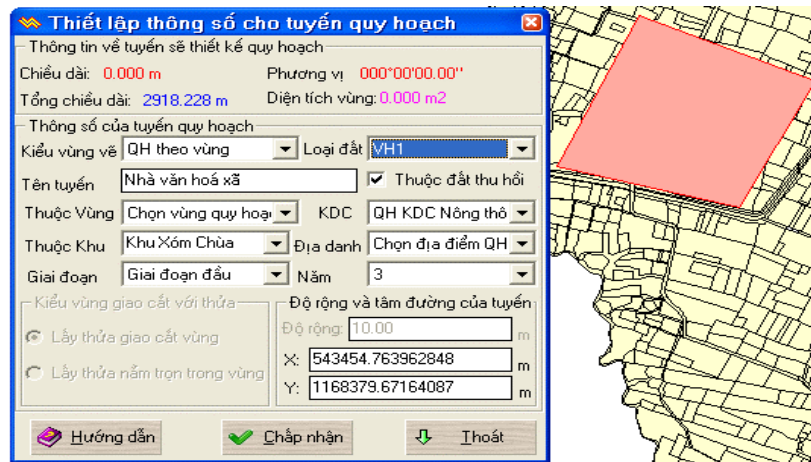 Thiết lập thông số cho tuyến quy hoạch
Thông tin về tuyến sẽ thiết kế quy hoạch
Chiều dài: 0.000 m Phương vị 000°00'00.00"
Tổng chiều dài: 2918.228 m Diện tích vùng: 0.000 m2
Thông số của tuyến quy hoạch
Kiểu vùng vẽ QH theo vùng Loại đất VH1
Tên tuyến Nhà văn hoá xã Thuộc đất thu hồi
Thuộc Vùng Chọn vùng quy hoạ KDC QH KDC Nông thô
Thuộc Khu Khu Xóm Chùa Địa danh Chọn địa điểm QH
Giai đoạn Giai đoạn đầu Năm 3
Kiểu vùng giao cắt với thửa Độ rộng và tâm đường của tuyến
Lấy thửa giao cắt vùng Độ rộng: 10.00 m
Lấy thửa nắm trọn trong vùng X: 543454.763962848 m
Y: 1168379.67164087 m
Hướng dẫn Chấp nhận Thoát